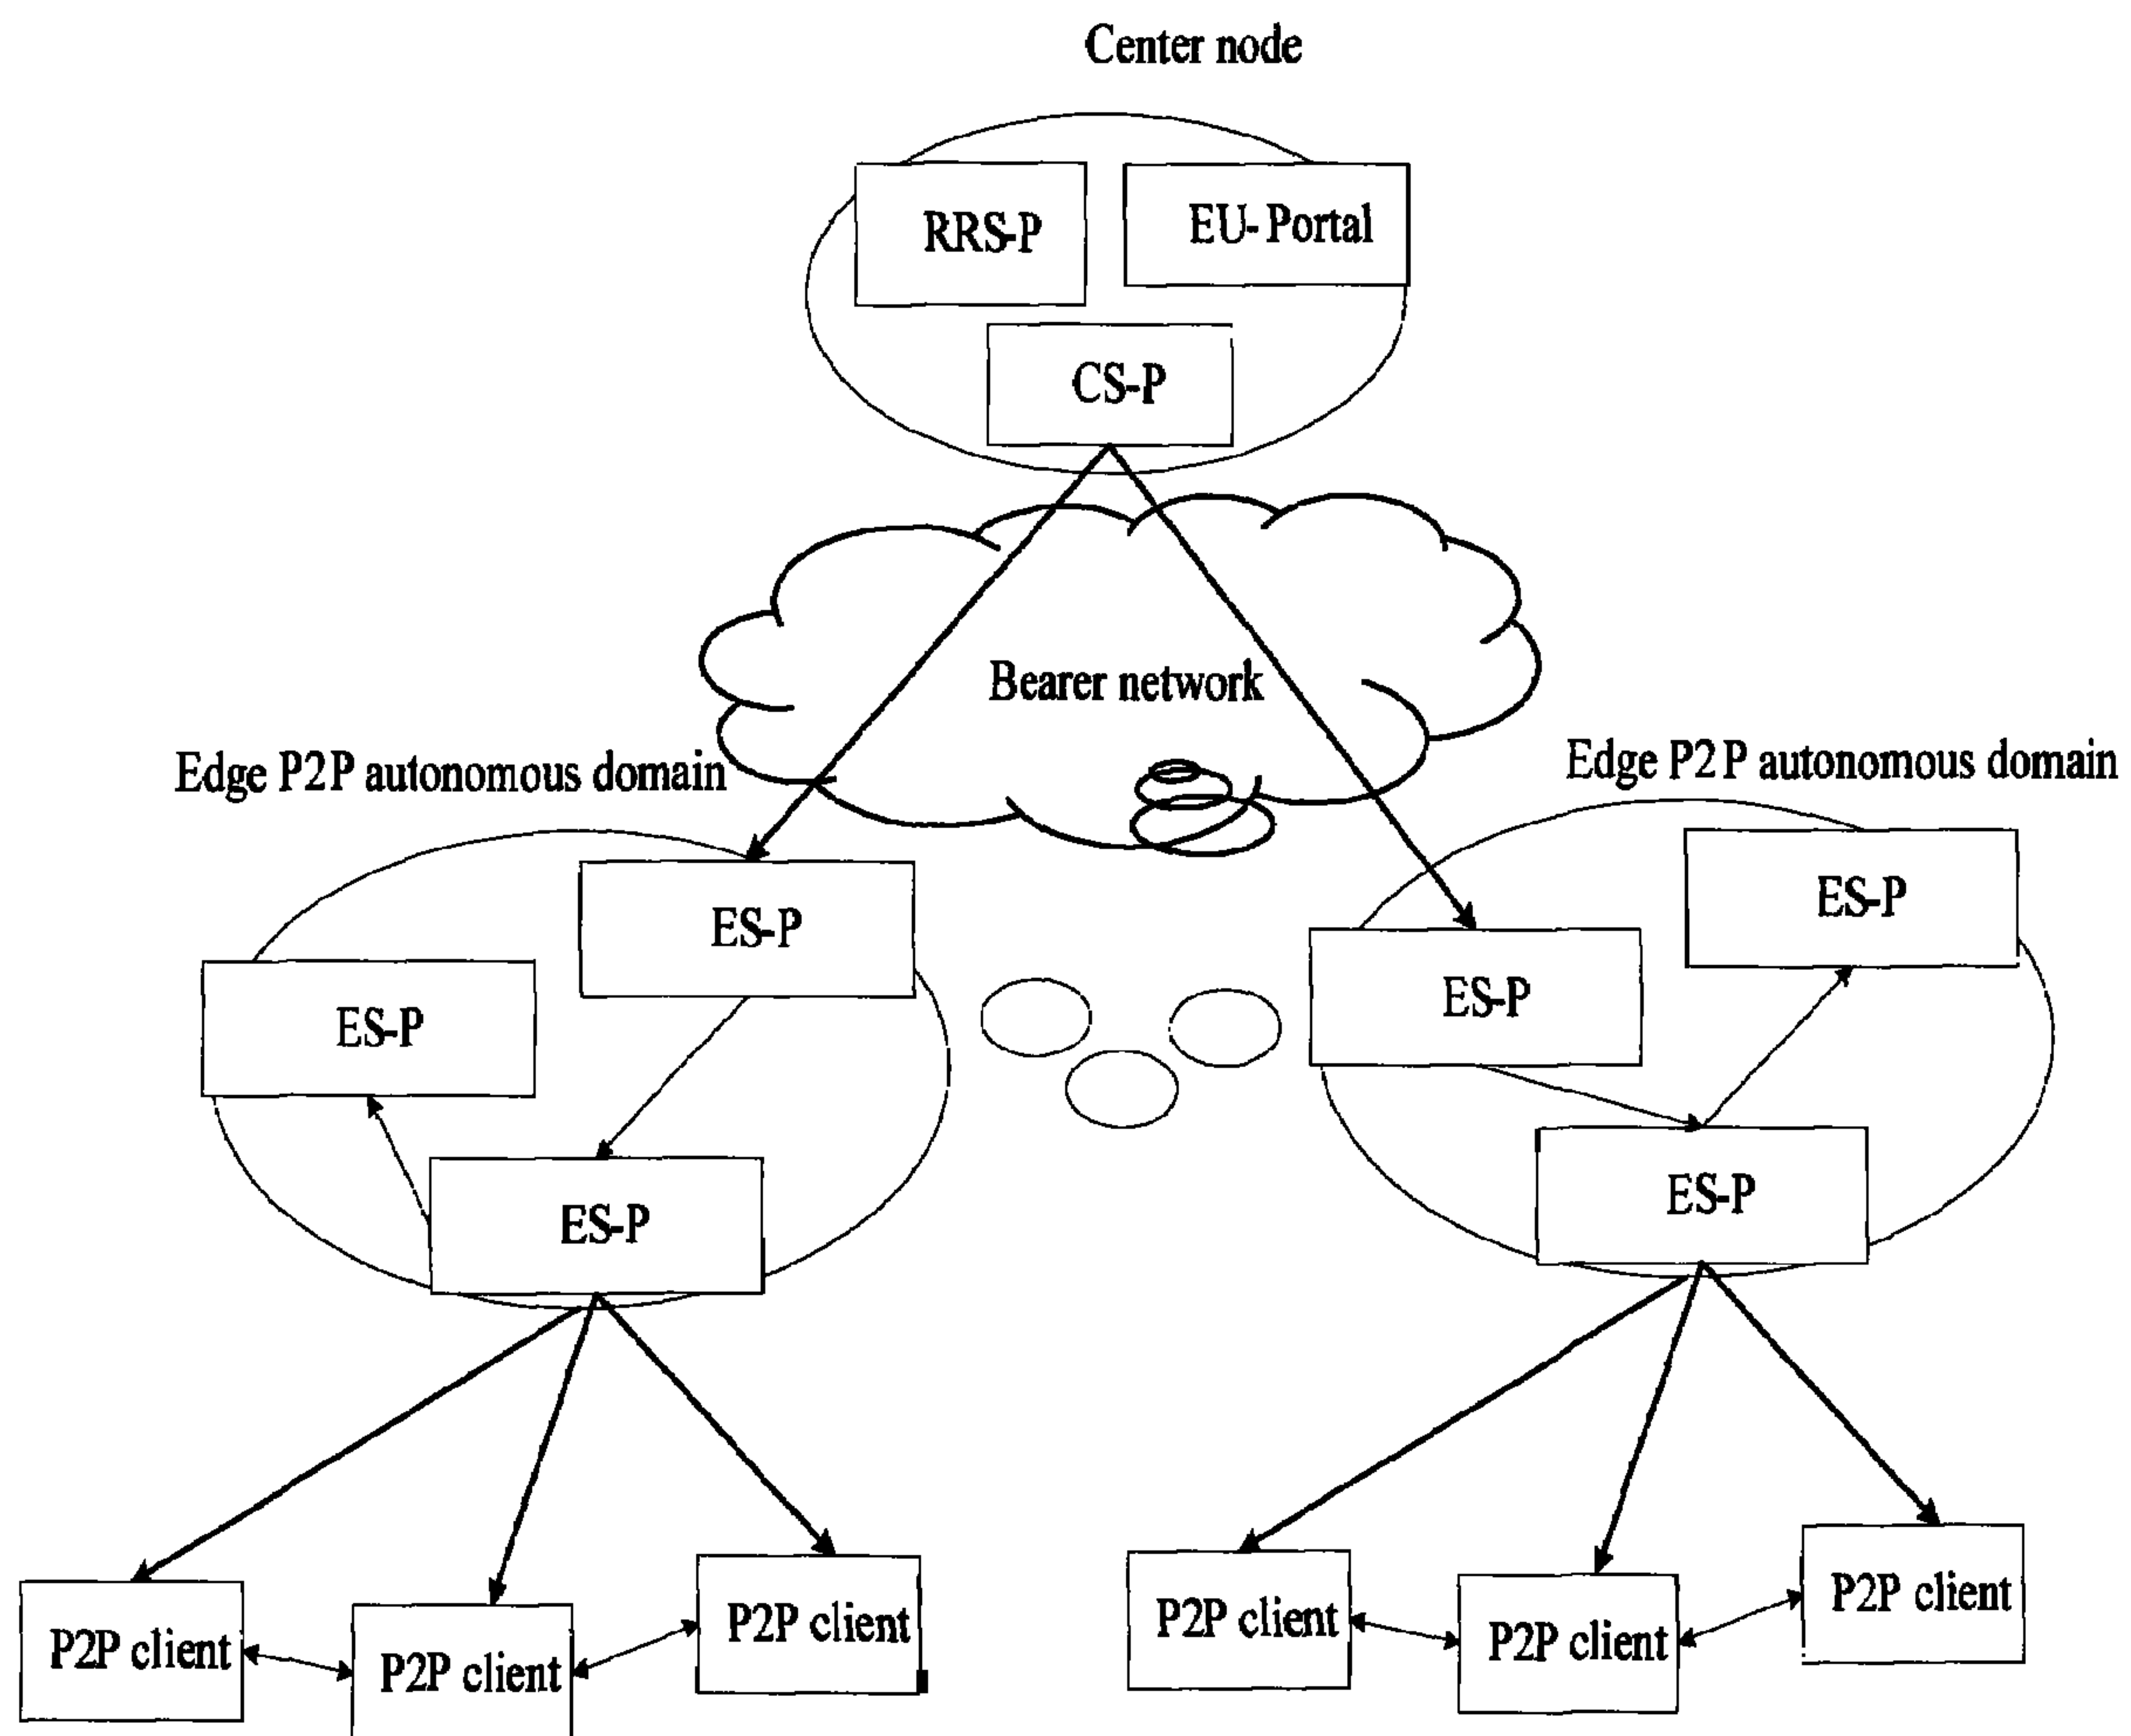 Center node
RRS-P
EU-Portal
CS-P
Bearer network
Edge P2P autonomous domain
Edge P2P autonomous domain
ES-P
ES-P
ES-P
ES-P
ES-P
ES-P
P2P client
P2P client
P2P client
P2P client
P2P client
P2P client